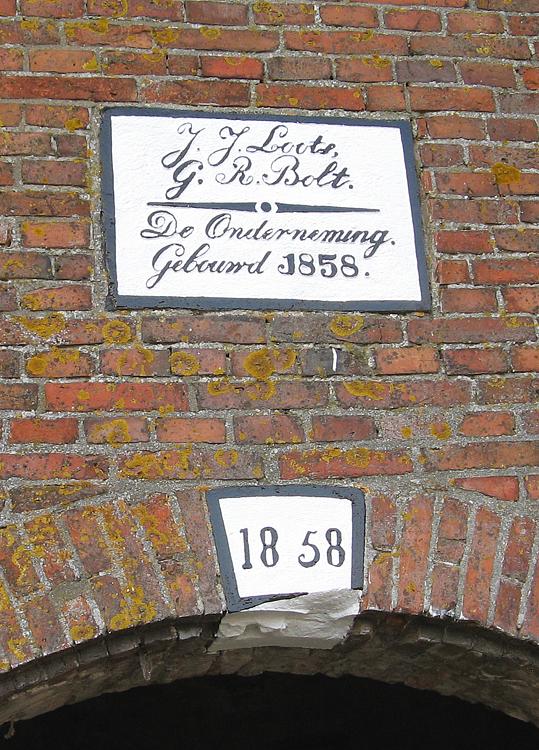 J. J. Loots,
G. R. Bolt.
De Onderneming.
Gebouwd 1858.
18 58